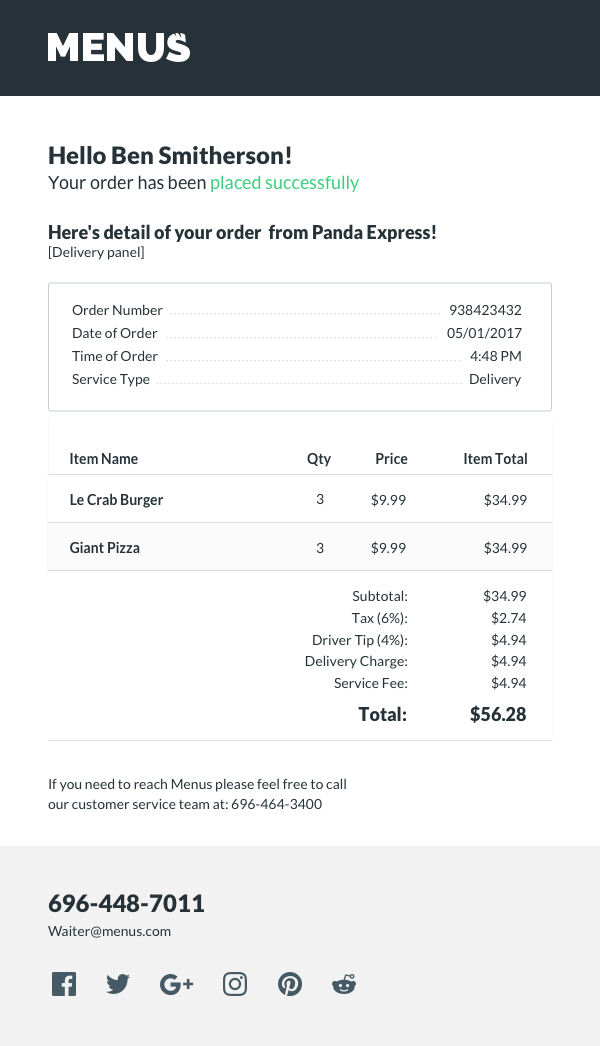 MENUS
Hello Ben Smitherson!
Your order has been placed successfully
Here's detail of your order from Panda Express!
[Delivery panel]
Order Number 938423432
Date of Order 05/01/2017
Time of Order 4:48 PM
Service Type Delivery
Item Name Qty Price Item Total
Le Crab Burger 3 $9.99 $34.99
Giant Pizza 3 $9.99 $34.99
Subtotal: $34.99
Tax (6%): $2.74
Driver Tip (4%): $4.94
Delivery Charge: $4.94
Service Fee: $4.94
Total: $56.28
If you need to reach Menus please feel free to call
our customer service team at: 696-464-3400
696-448-7011
Waiter@menus.com